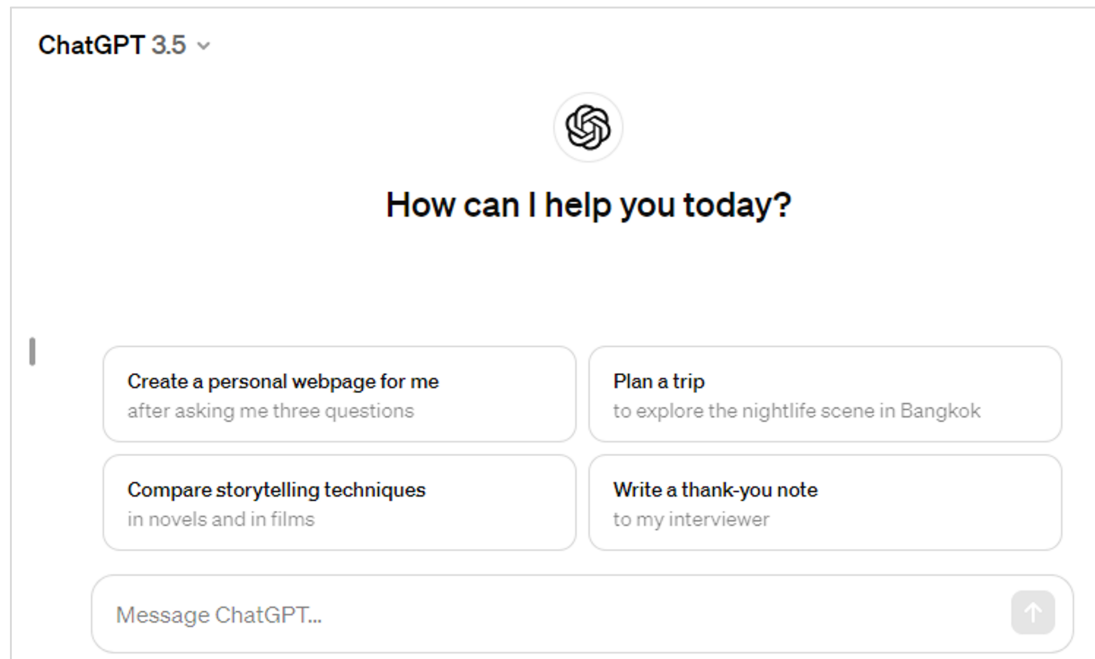 ChatGPT 3.5
How can I help you today?
Create a personal webpage for me
after asking me three questions
Plan a trip
to explore the nightlife scene in Bangkok
Compare storytelling techniques
in novels and in films
Write a thank-you note
to my interviewer
Message ChatGPT...